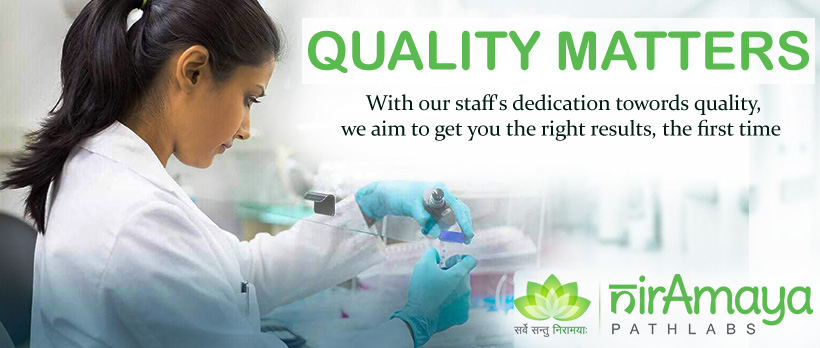 QUALITY MATTERS
With our staff's dedication towords quality,
we aim to get you the right results, the first time
सर्वे सन्तु निरामयाः
nirAmaya
PATHLABS